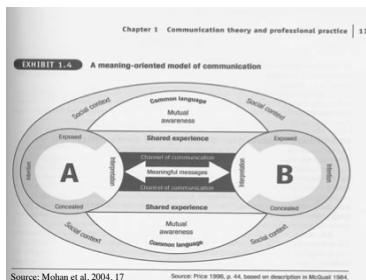 Chapter 1 Communication theory and professional practice | 11
EXHIBIT 1.4 A meaning-oriented model of communication
Social context
Common language
Social context
Mutual
awareness
Exposed
Shared experience
Exposed
Channel of communication
Intention
A
Interpretation
Meaningful messages
Interpretation
B
Intention
Channel of communication
Concealed
Shared experience
Concealed
Mutual
awareness
Social context
Common language
Social context
Source: Mohan et al. 2004, 17
Source: Price 1996, p. 44, based on description in McQuail 1984.